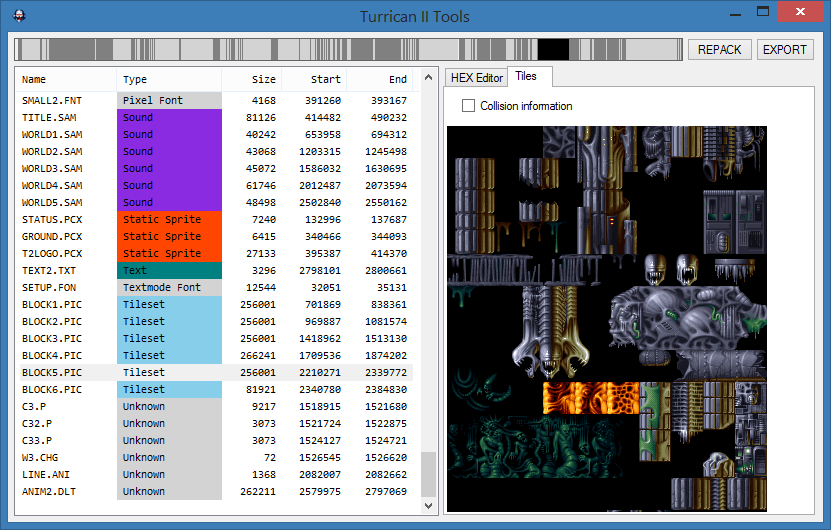 Turrican II Tools
REPACK EXPORT
Name Type Size Start End
SMALL2.FNT Pixel Font 4168 391260 393167
TITLE.SAM Sound 81126 414482 490232
WORLD1.SAM Sound 40242 653958 694312
WORLD2.SAM Sound 43068 1203315 1245498
WORLD3.SAM Sound 45072 1586032 1630695
WORLD4.SAM Sound 61746 2012487 2073594
WORLD5.SAM Sound 48498 2502840 2550162
STATUS.PCX Static Sprite 7240 132996 137687
GROUND.PCX Static Sprite 6415 340466 344093
T2LOGO.PCX Static Sprite 27133 395387 414370
TEXT2.TXT Text 3296 2798101 2800661
SETUP.FON Textmode Font 12544 32051 35131
BLOCK1.PIC Tileset 256001 701869 838361
BLOCK2.PIC Tileset 256001 969887 1081574
BLOCK3.PIC Tileset 256001 1418962 1513130
BLOCK4.PIC Tileset 266241 1709536 1874202
BLOCK5.PIC Tileset 256001 2210271 2339772
BLOCK6.PIC Tileset 81921 2340780 2384830
C3.P Unknown 9217 1518915 1521680
C32.P Unknown 3073 1521724 1522875
C33.P Unknown 3073 1524127 1524721
W3.CHG Unknown 72 1526545 1526620
LINE.ANI Unknown 1368 2082007 2082662
ANIM2.DLT Unknown 262211 2579975 2797069
HEX Editor Tiles
Collision information